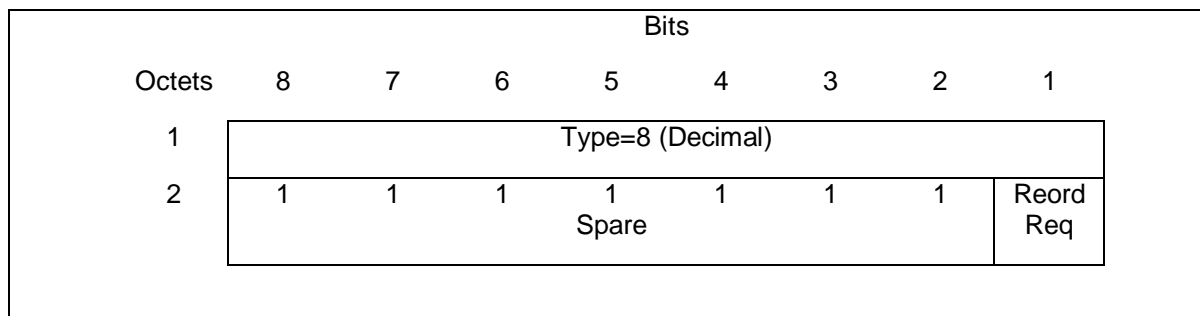 Bits
Octets 8 7 6 5 4 3 2 1
1 Type=8 (Decimal)
2 1 1 1 1 1 1 1 Reord
Spare Req